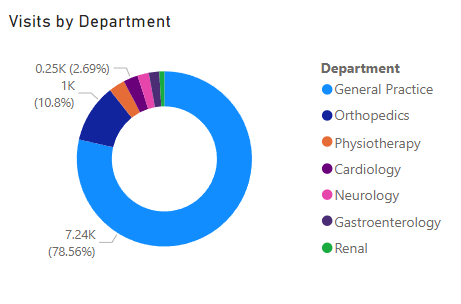 Visits by Department
0.25K (2.69%)
1K
(10.8%)
7.24K
(78.56%)
Department
General Practice
Orthopedics
Physiotherapy
Cardiology
Neurology
Gastroenterology
Renal